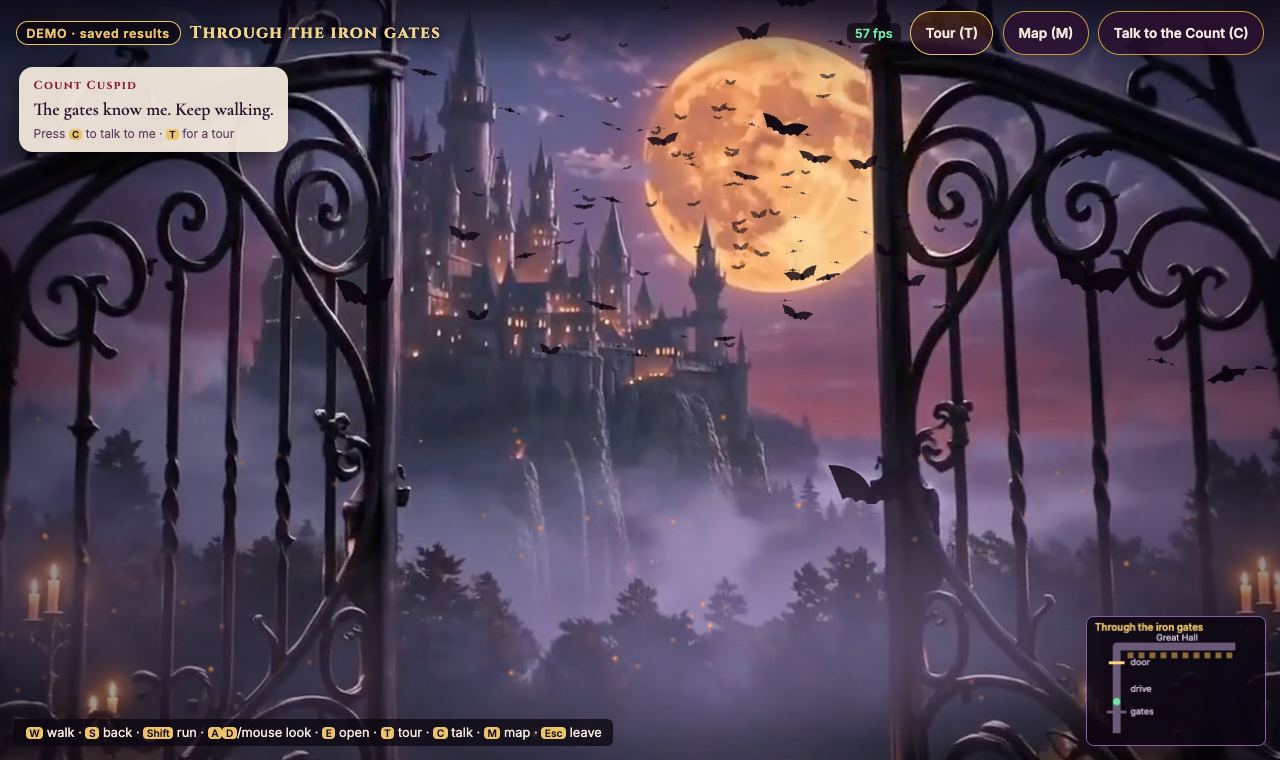 DEMO · saved results
THROUGH THE IRON GATES
57 fps
Tour (T)
Map (M)
Talk to the Count (C)
COUNT CUSPID
The gates know me. Keep walking.
Press C to talk to me · T for a tour
Through the iron gates
Great Hall
door
drive
gates
W walk · S back · Shift run · A D/mouse look · E open · T tour · C talk · M map · Esc leave